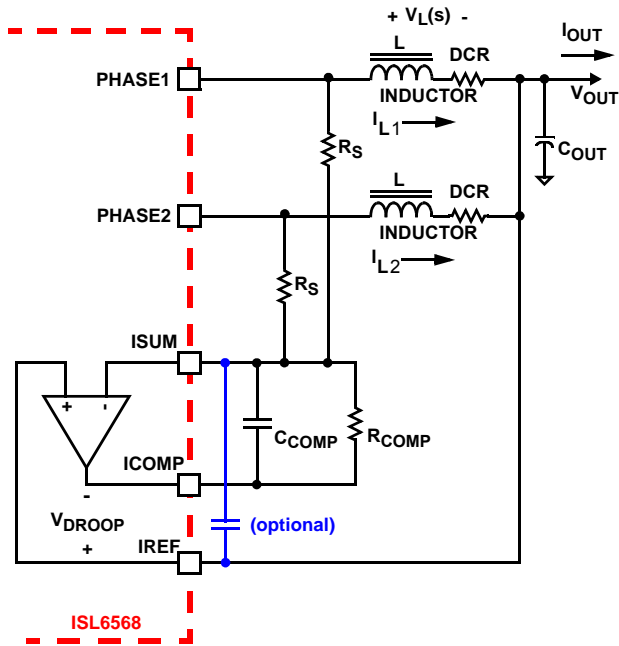 + VL(s) -
IOUT
L
DCR
PHASE1
INDUCTOR
VOUT
IL1
COUT
RS
L
DCR
PHASE2
INDUCTOR
IL2
RS
ISUM
+ -
CCOMP
RCOMP
ICOMP
-
VDROOP
(optional)
+
IREF
ISL6568